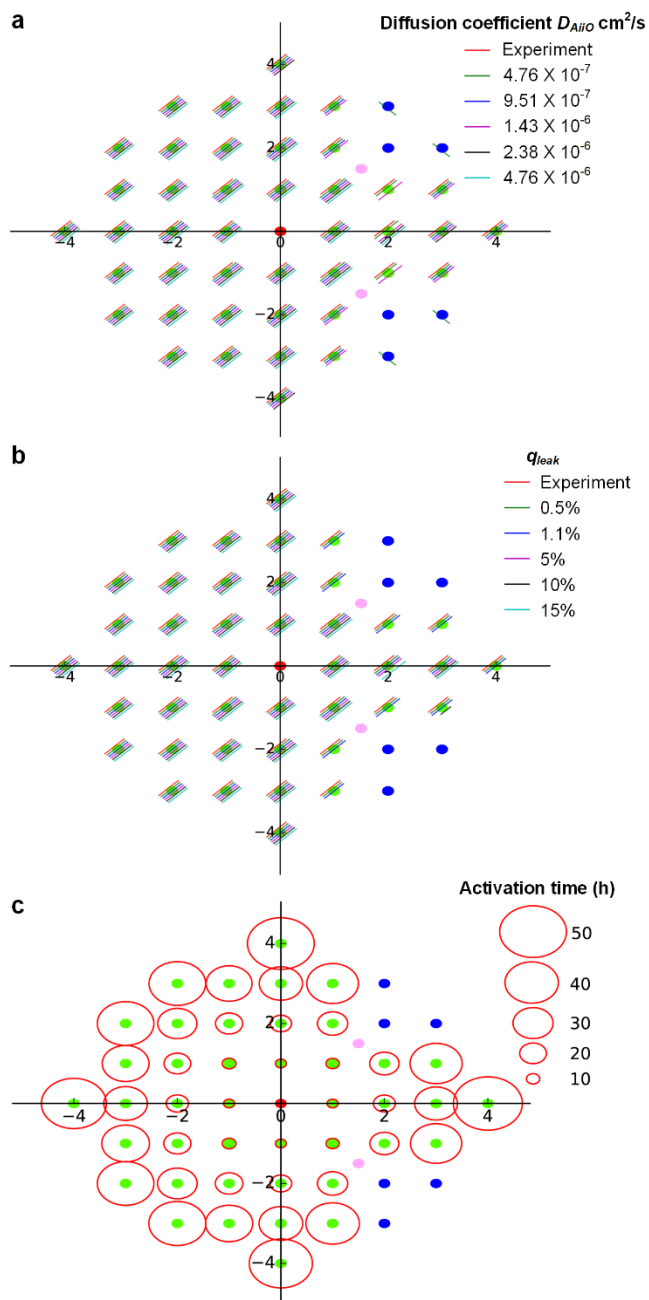 a
Diffusion coefficient D_AiiO cm²/s
Experiment
4.76 X 10⁻⁷
9.51 X 10⁻⁷
1.43 X 10⁻⁶
2.38 X 10⁻⁶
4.76 X 10⁻⁶
4
2
−4
−2
0
2
4
−2
−4
b
q_leak
Experiment
0.5%
1.1%
5%
10%
15%
4
2
−4
−2
0
2
4
−2
−4
c
Activation time (h)
50
40
30
20
10
4
2
−4
−2
0
2
4
−2
−4